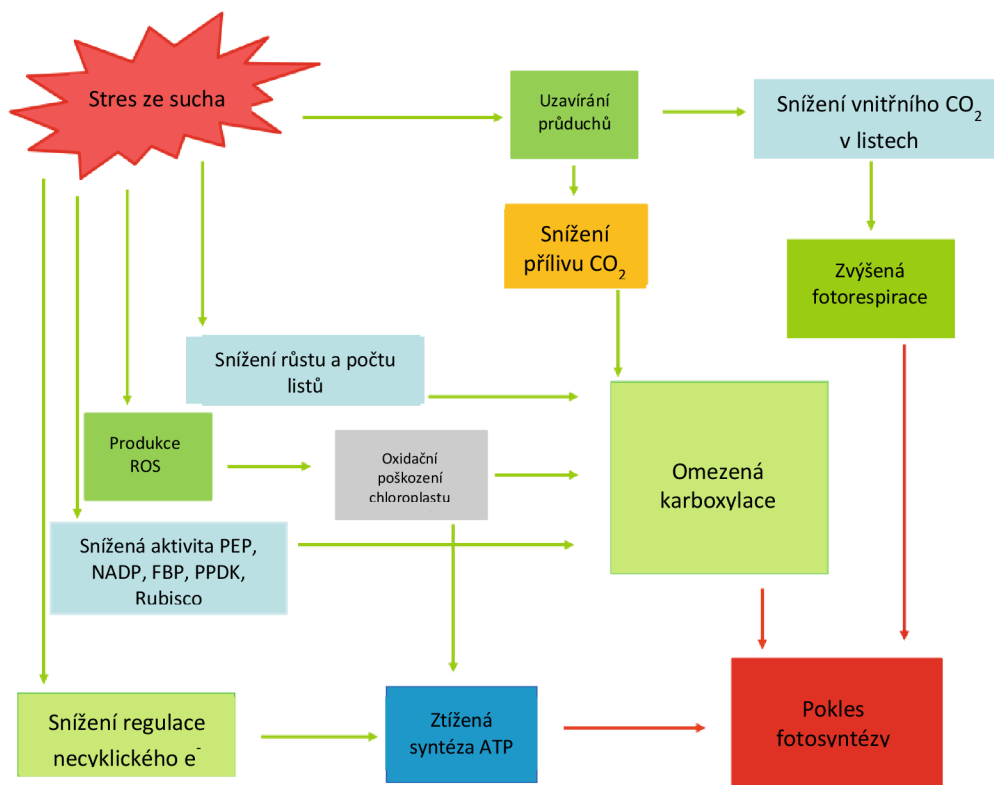 Stres ze sucha
Uzavírání
průduchů
Snížení vnitřního CO₂
v listech
Snížení
přílivu CO₂
Zvýšená
fotorespirace
Snížení růstu a počtu
listů
Produkce
ROS
Oxidační
poškození
chloroplastu
Omezená
karboxylace
Snížená aktivita PEP,
NADP, FBP, PPDK,
Rubisco
Snížení regulace
necyklického e⁻
Ztížená
syntéza ATP
Pokles
fotosyntézy